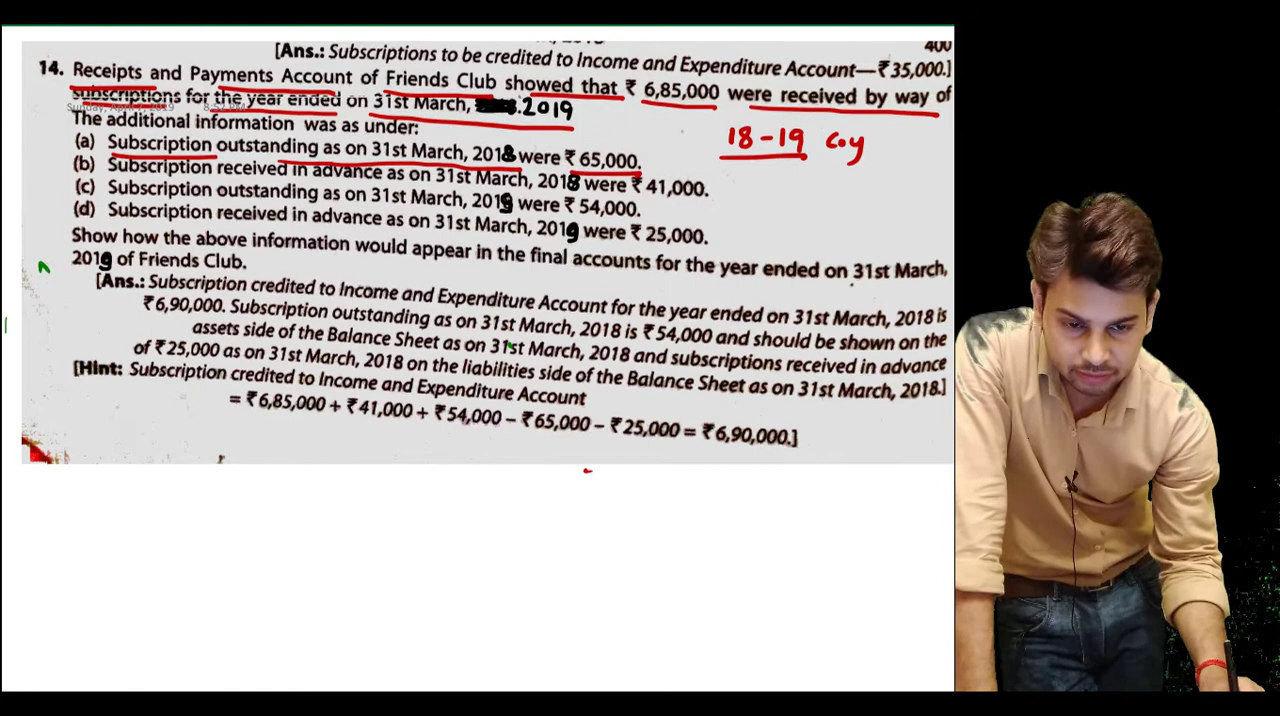 400
[Ans.: Subscriptions to be credited to Income and Expenditure Account—₹ 35,000.]
14. Receipts and Payments Account of Friends Club showed that ₹ 6,85,000 were received by way of
subscriptions for the year ended on 31st March, 2019
Sunday, April 7, 2019 8:52 PM
The additional information was as under:
18-19 C.y
(a) Subscription outstanding as on 31st March, 2018 were ₹ 65,000.
(b) Subscription received in advance as on 31st March, 2018 were ₹ 41,000.
(c) Subscription outstanding as on 31st March, 2019 were ₹ 54,000.
(d) Subscription received in advance as on 31st March, 2019 were ₹ 25,000.
Show how the above information would appear in the final accounts for the year ended on 31st March,
2019 of Friends Club.
[Ans.: Subscription credited to Income and Expenditure Account for the year ended on 31st March, 2018 is
₹ 6,90,000. Subscription outstanding as on 31st March, 2018 is ₹ 54,000 and should be shown on the
assets side of the Balance Sheet as on 31st March, 2018 and subscriptions received in advance
of ₹ 25,000 as on 31st March, 2018 on the liabilities side of the Balance Sheet as on 31st March, 2018.]
[Hint: Subscription credited to Income and Expenditure Account
= ₹ 6,85,000 + ₹ 41,000 + ₹ 54,000 – ₹ 65,000 – ₹ 25,000 = ₹ 6,90,000.]